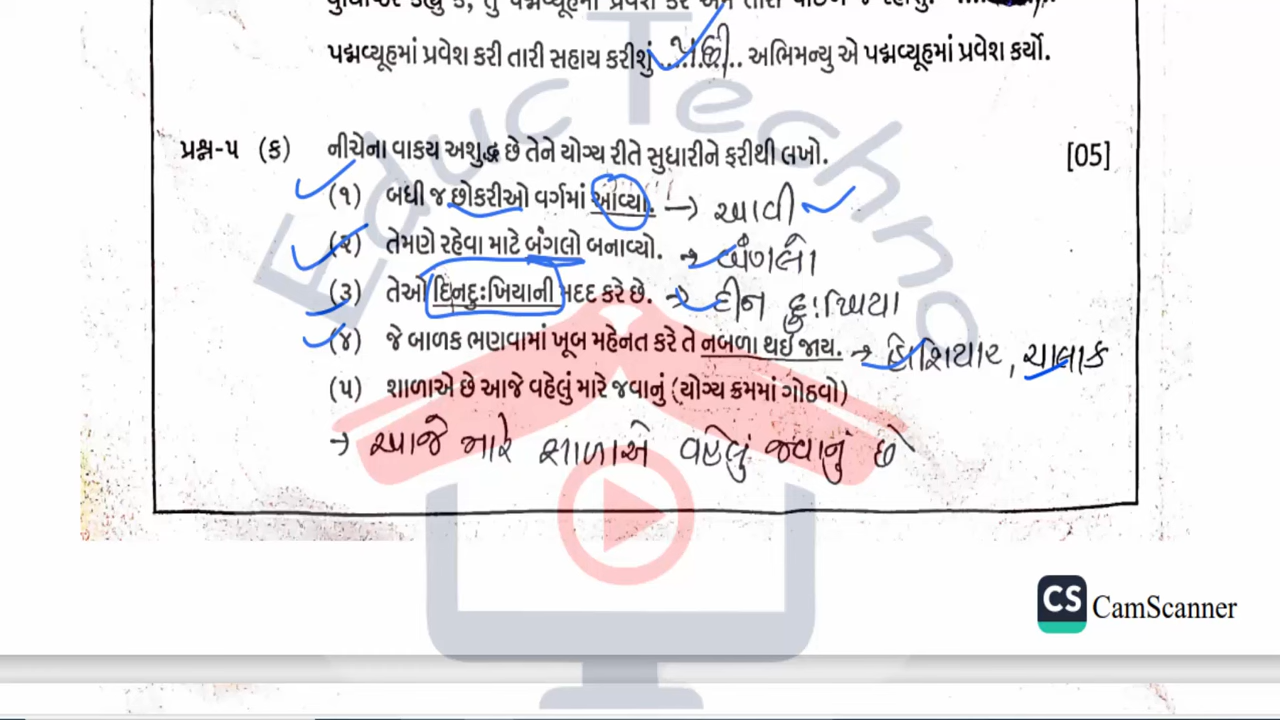 પદ્મવ્યૂહમાં પ્રવેશ કરી તારી સહાય કરીશું ..પછી.. અભિમન્યુ એ પદ્મવ્યૂહમાં પ્રવેશ કર્યો.
પ્રશ્ન-૫ (ક) નીચેના વાક્ય અશુદ્ધ છે તેને યોગ્ય રીતે સુધારીને ફરીથી લખો. [05]
(૧) બધી જ છોકરીઓ વર્ગમાં આવ્યા. → આવી
(૨) તેમણે રહેવા માટે બંગલો બનાવ્યો. → બંગલો
(૩) તેઓ દિનદુઃખિયાની મદદ કરે છે. → દીન દુઃખિયા
(૪) જે બાળક ભણવામાં ખૂબ મહેનત કરે તે નબળા થઈ જાય. → હોશિયાર, ચાલાક
(૫) શાળાએ છે આજે વહેલું મારે જવાનું (યોગ્ય ક્રમમાં ગોઠવો)
→ આજે મારે શાળાએ વહેલું જવાનું છે
EducTechno
CS CamScanner